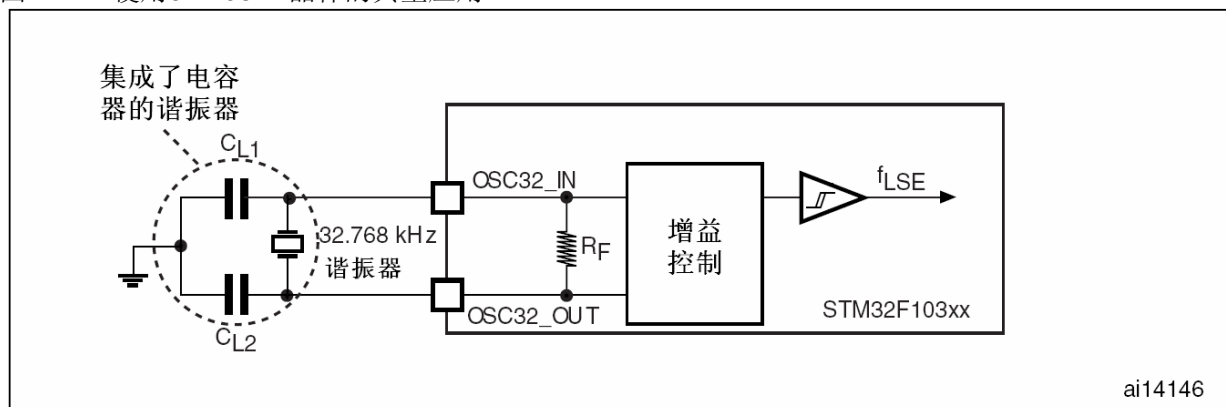 集成了电容
器的谐振器
CL1
OSC32_IN
fLSE
32.768 kHz
谐振器
RF
增益
控制
OSC32_OUT
STM32F103xx
CL2
ai14146